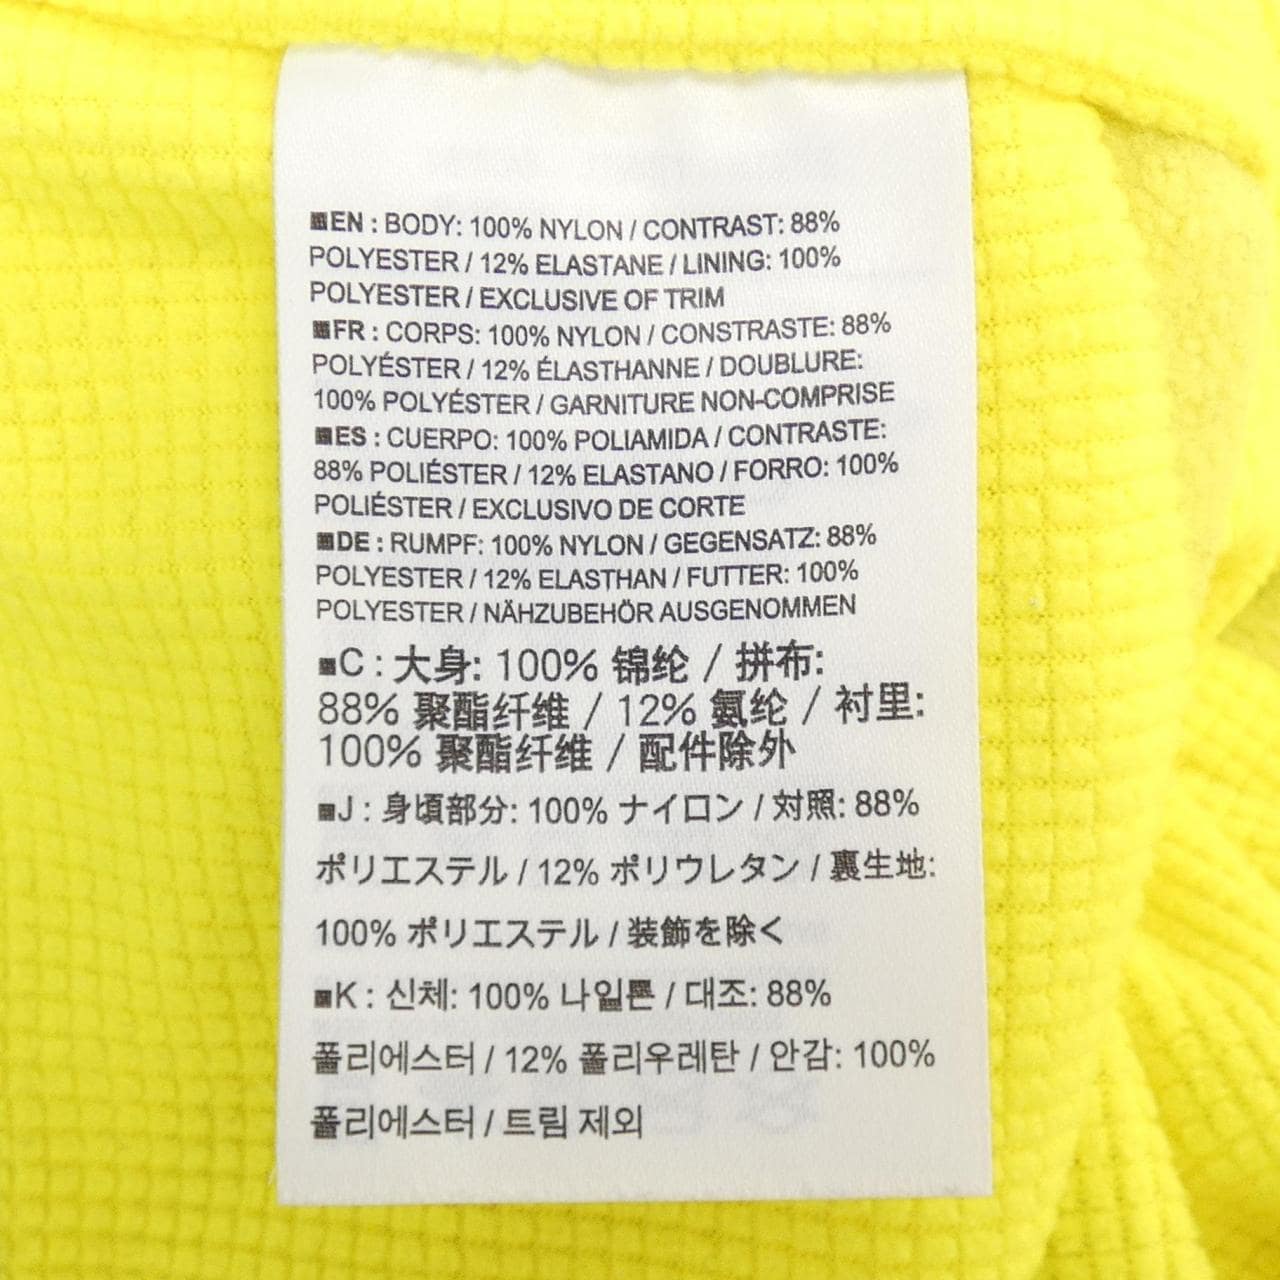 ■EN : BODY: 100% NYLON / CONTRAST: 88%
POLYESTER / 12% ELASTANE / LINING: 100%
POLYESTER / EXCLUSIVE OF TRIM
■FR : CORPS: 100% NYLON / CONSTRASTE: 88%
POLYÉSTER / 12% ÉLASTHANNE / DOUBLURE:
100% POLYÉSTER / GARNITURE NON-COMPRISE
■ES : CUERPO: 100% POLIAMIDA / CONTRASTE:
88% POLIÉSTER / 12% ELASTANO / FORRO: 100%
POLIÉSTER / EXCLUSIVO DE CORTE
■DE : RUMPF: 100% NYLON / GEGENSATZ: 88%
POLYESTER / 12% ELASTHAN / FUTTER: 100%
POLYESTER / NÄHZUBEHÖR AUSGENOMMEN
■C : 大身: 100% 锦纶 / 拼布:
88% 聚酯纤维 / 12% 氨纶 / 衬里:
100% 聚酯纤维 / 配件除外
■J : 身頃部分: 100% ナイロン / 対照: 88%
ポリエステル / 12% ポリウレタン / 裏生地:
100% ポリエステル / 装飾を除く
■K : 신체: 100% 나일론 / 대조: 88%
폴리에스터 / 12% 폴리우레탄 / 안감: 100%
폴리에스터 / 트림 제외